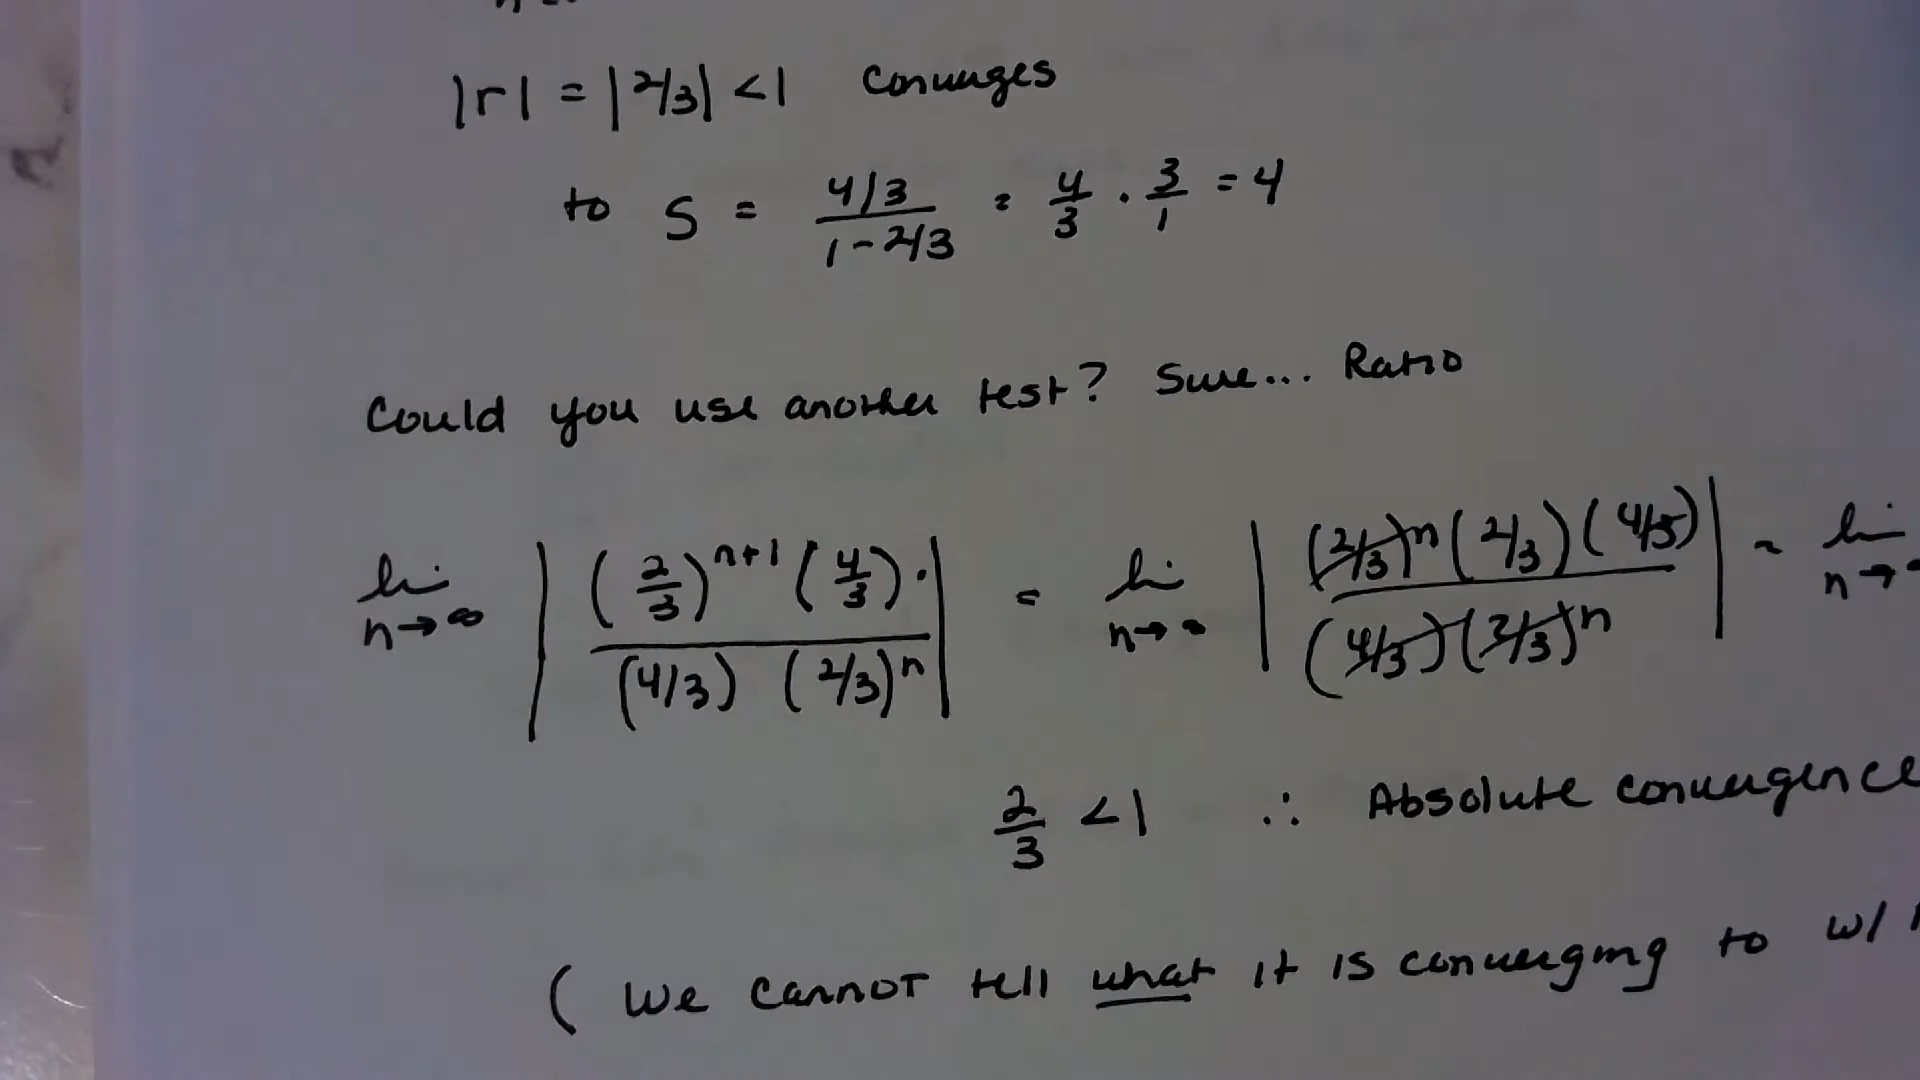 |r| = |2/3| < 1 converges
to S = (4/3)/(1 - 2/3) = 4/3 · 3/1 = 4
Could you use another test? Sure... Ratio
lim n→∞ | (2/3)^(n+1) (4/3) · / (4/3) (2/3)^n | = lim n→∞ | (2/3)^n (2/3) (4/3) / (4/3) (2/3)^n | = lim n→
2/3 < 1 ∴ Absolute convergence
( We cannot tell what it is converging to w/